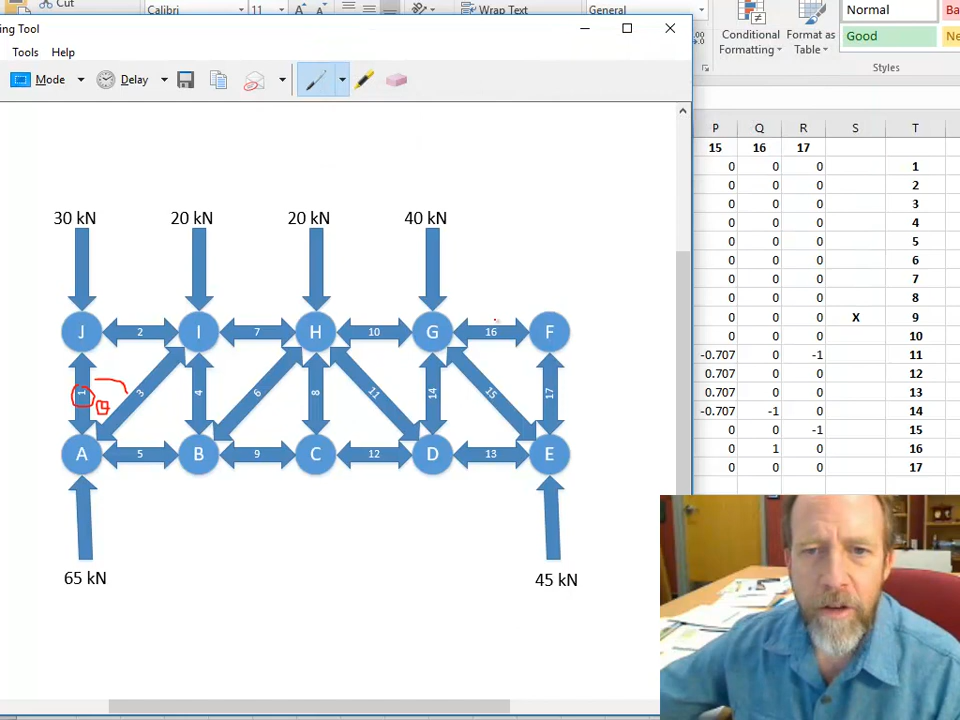 Cut
Calibri 11 Wrap Text General
ing Tool
Normal Ba
Conditional Format as Good Ne
Formatting Table
Styles
Tools Help
Mode Delay
P Q R S T
15 16 17
0 0 0 1
0 0 0 2
0 0 0 3
0 0 0 4
0 0 0 5
0 0 0 6
0 0 0 7
0 0 0 8
0 0 0 X 9
0 0 0 10
-0.707 0 -1 11
0.707 0 0 12
0.707 0 0 13
-0.707 -1 0 14
0 0 -1 15
0 1 0 16
0 0 0 17
30 kN 20 kN 20 kN 40 kN
J 2 I 7 H 10 G 16 F
1 3 4 6 8 11 14 15 17
A 5 B 9 C 12 D 13 E
65 kN 45 kN